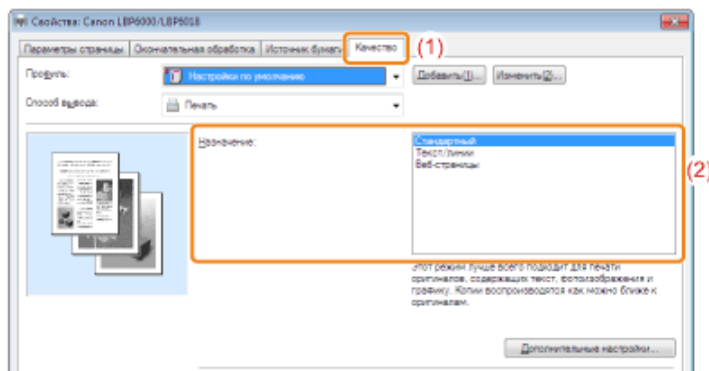 Свойства: Canon LBP6000/LBP6018
Параметры страницы Окончательная обработка Источник бумаги Качество (1)
Профиль: Настройки по умолчанию Добавить(1)... Изменить(2)...
Способ вывода: Печать
Назначение: Стандартный
Текст/линии
Веб-страницы
(2)
Этот режим лучше всего подходит для печати
оригиналов, содержащих текст, фотоизображения и
графику. Копии воспроизводятся как можно ближе к
оригиналам.
Дополнительные настройки...